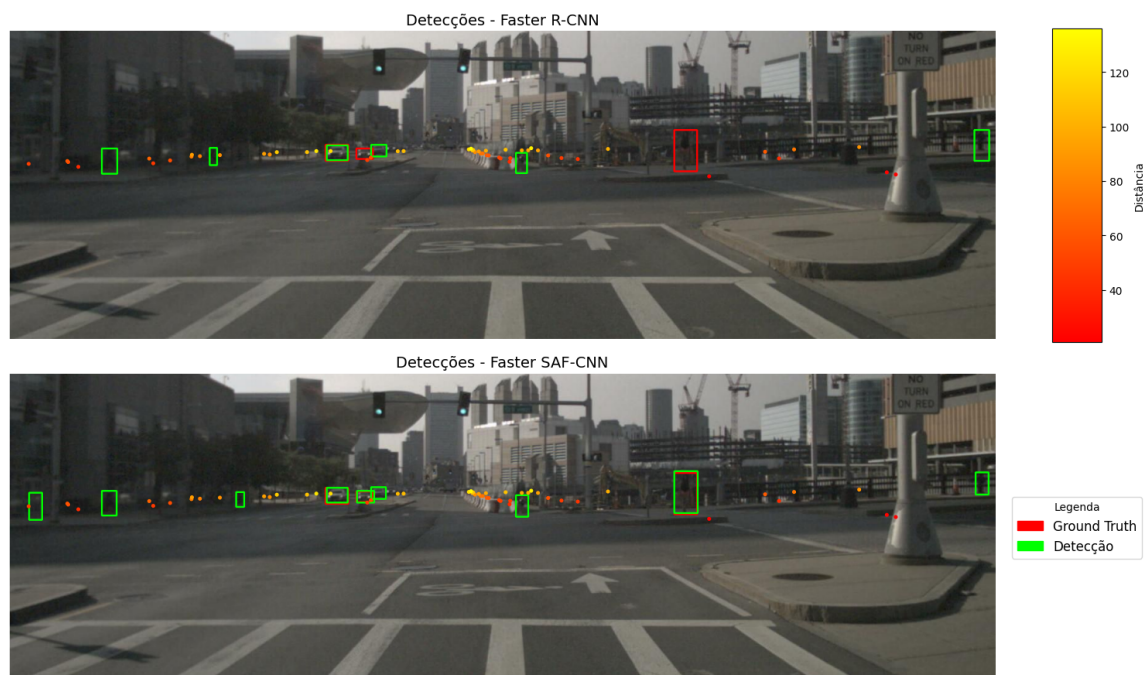 Detecções - Faster R-CNN
NO
TURN
ON RED
120
100
80
60
40
Distância
Detecções - Faster SAF-CNN
NO
TURN
ON RED
Legenda
Ground Truth
Detecção